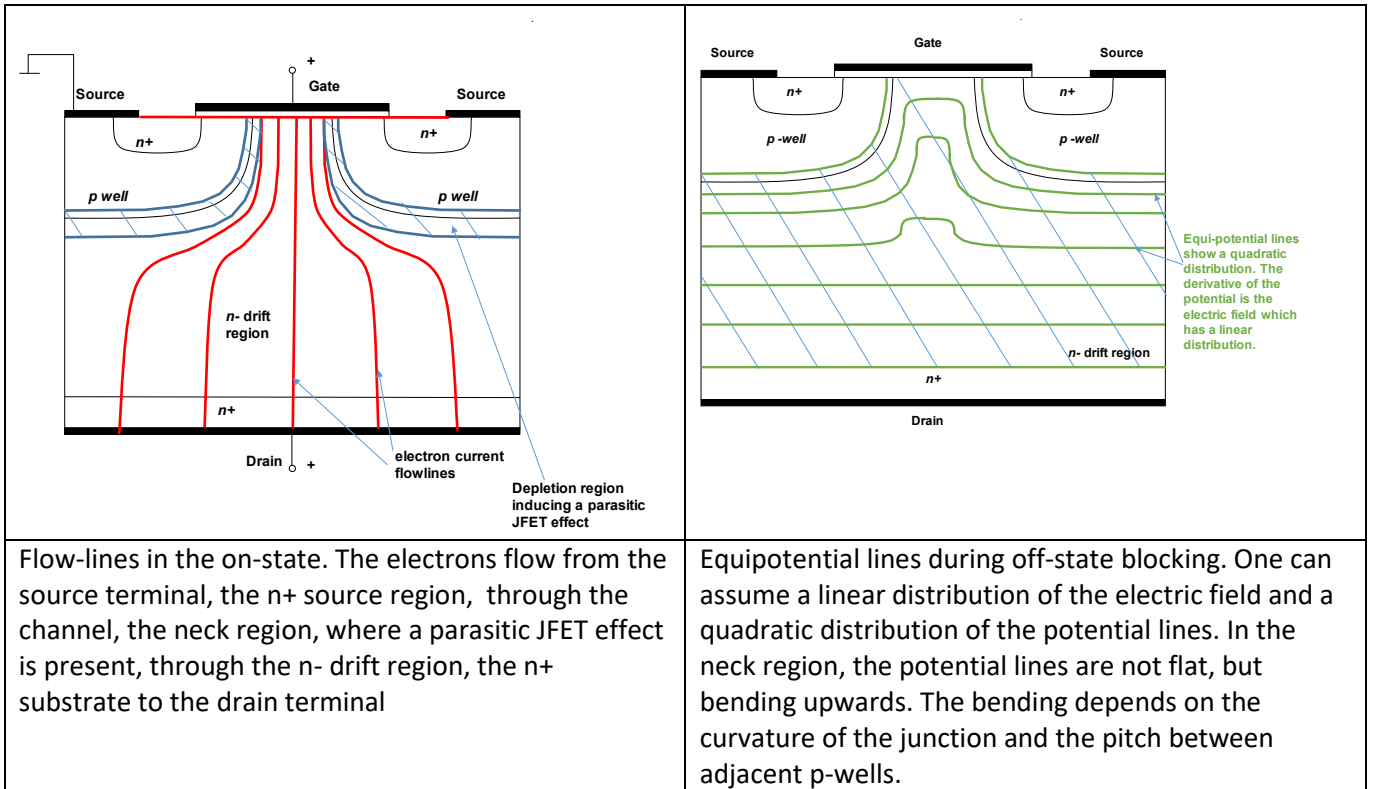 +
Gate
Source
Source
n+
n+
p well
p well
n- drift
region
n+
Drain
+
electron current
flowlines
Depletion region
inducing a parasitic
JFET effect
Gate
Source
Source
n+
n+
p -well
p -well
Equi-potential lines
show a quadratic
distribution. The
derivative of the
potential is the
electric field which
has a linear
distribution.
n- drift region
n+
Drain
Flow-lines in the on-state. The electrons flow from the
source terminal, the n+ source region, through the
channel, the neck region, where a parasitic JFET effect
is present, through the n- drift region, the n+
substrate to the drain terminal
Equipotential lines during off-state blocking. One can
assume a linear distribution of the electric field and a
quadratic distribution of the potential lines. In the
neck region, the potential lines are not flat, but
bending upwards. The bending depends on the
curvature of the junction and the pitch between
adjacent p-wells.